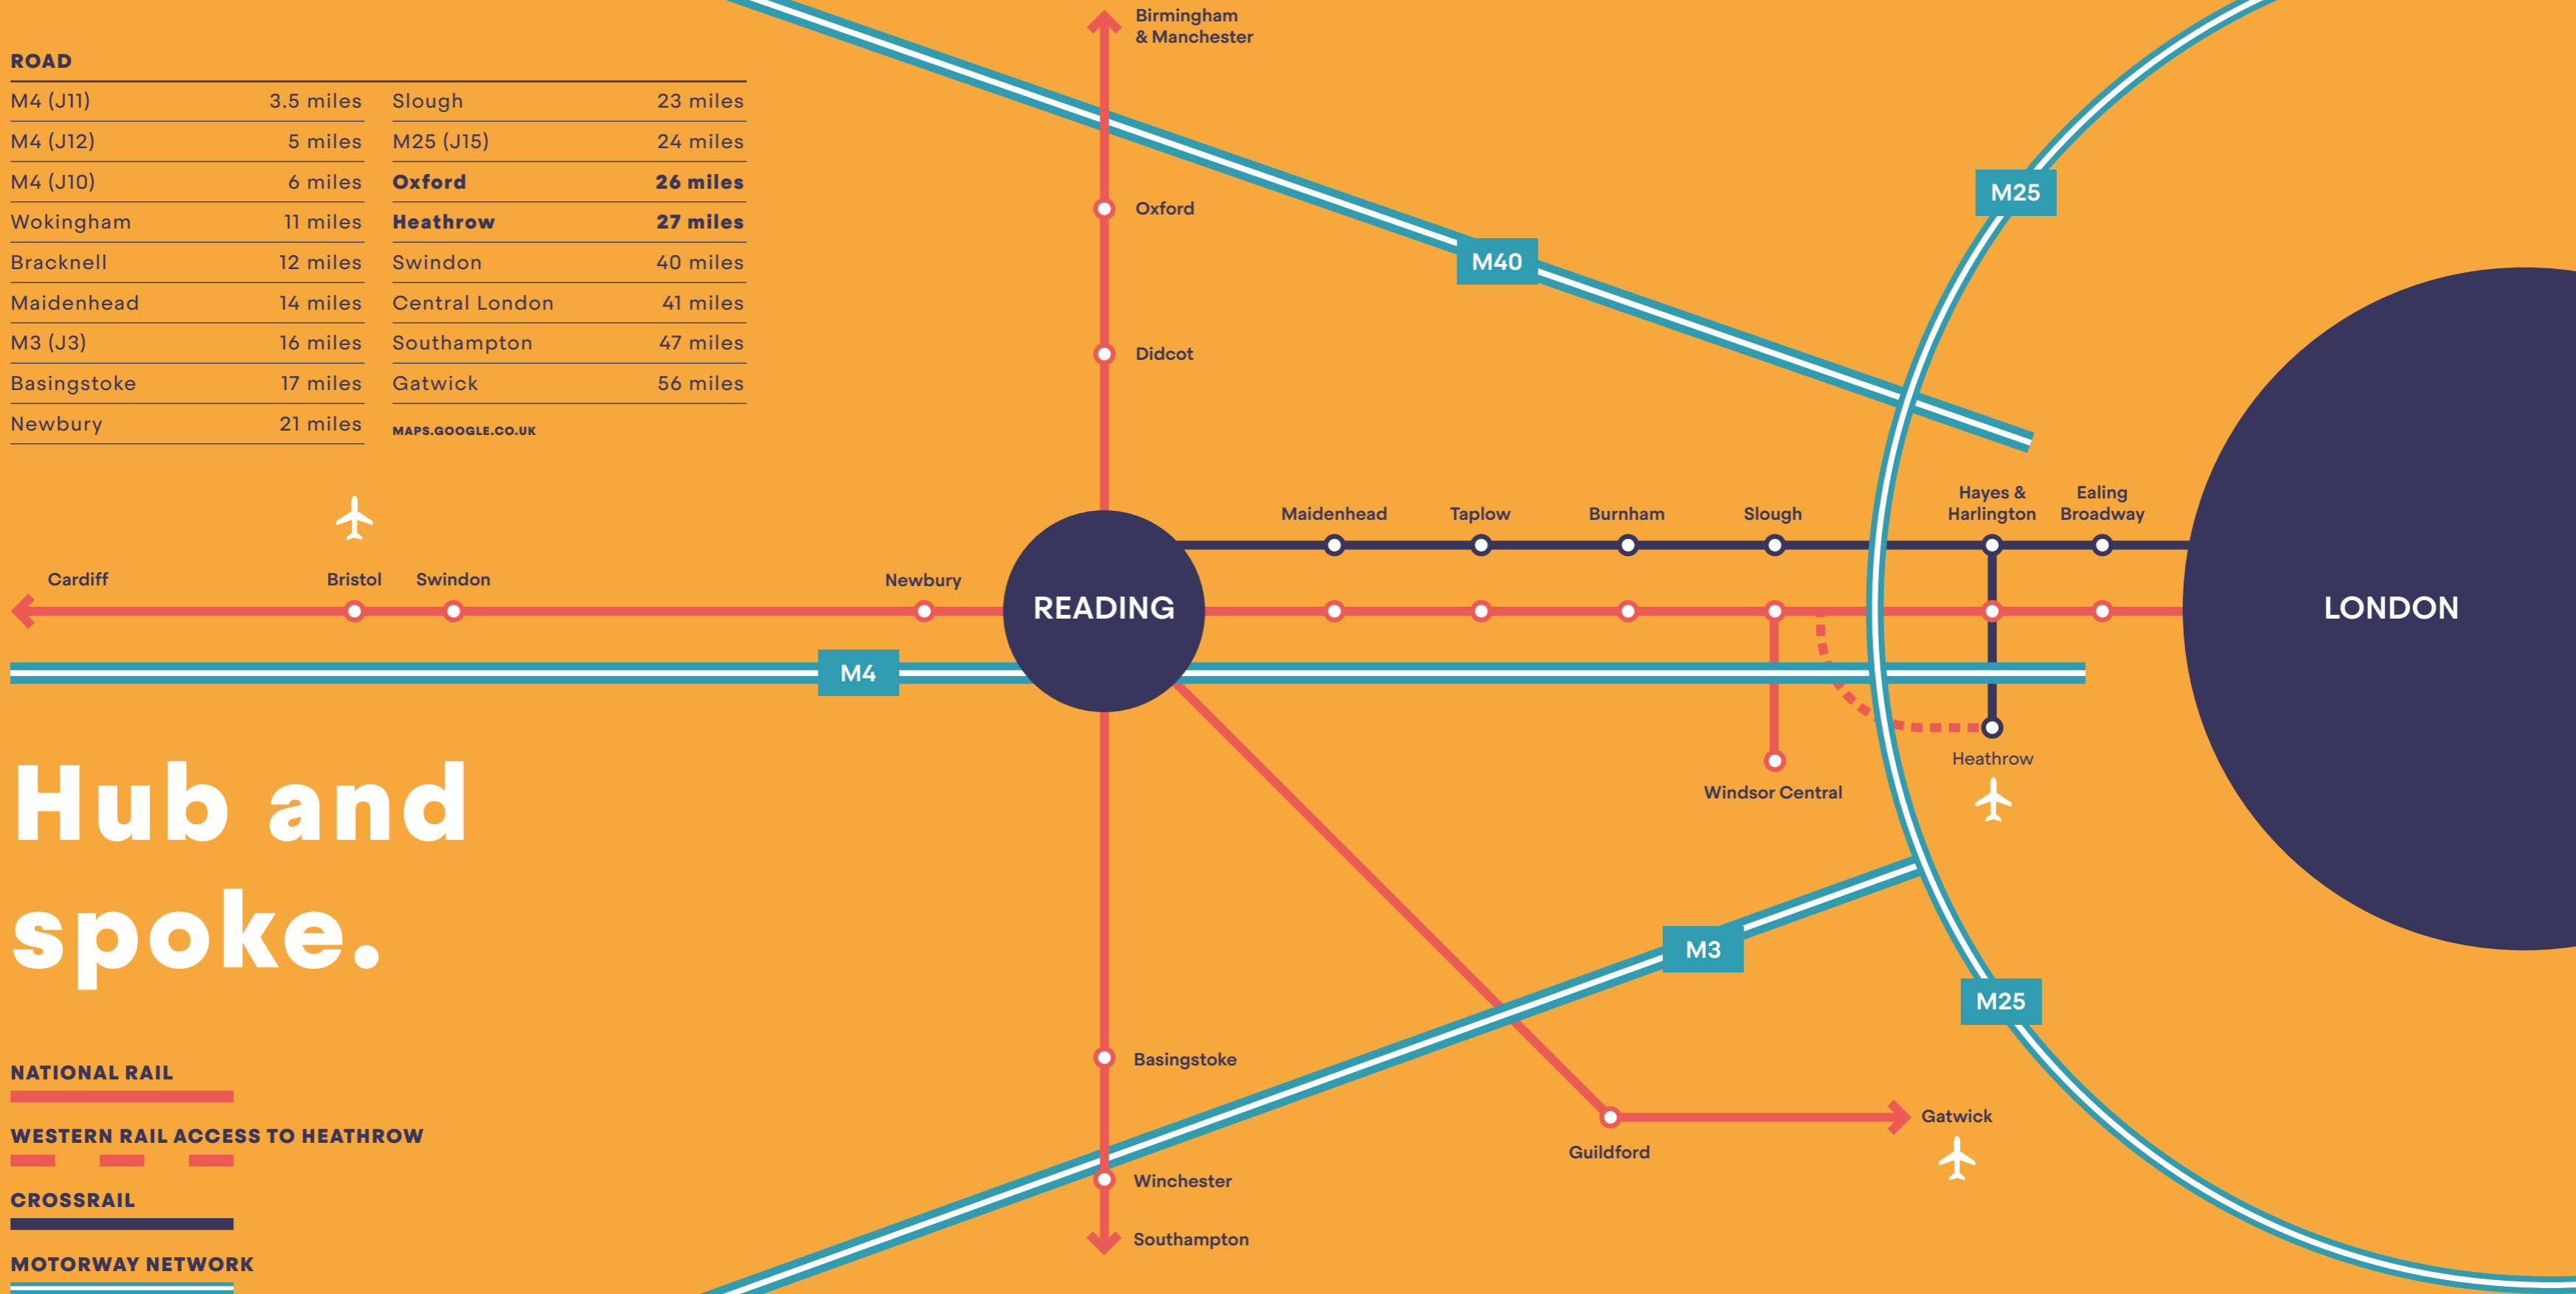 ROAD
M4 (J11) 3.5 miles
M4 (J12) 5 miles
M4 (J10) 6 miles
Wokingham 11 miles
Bracknell 12 miles
Maidenhead 14 miles
M3 (J3) 16 miles
Basingstoke 17 miles
Newbury 21 miles
Slough 23 miles
M25 (J15) 24 miles
Oxford 26 miles
Heathrow 27 miles
Swindon 40 miles
Central London 41 miles
Southampton 47 miles
Gatwick 56 miles
MAPS.GOOGLE.CO.UK
Birmingham
& Manchester
Oxford
Didcot
M40
M25
Maidenhead
Taplow
Burnham
Slough
Hayes &
Harlington
Ealing
Broadway
Cardiff
Bristol
Swindon
Newbury
READING
LONDON
M4
Heathrow
Windsor Central
M3
M25
Basingstoke
Winchester
Southampton
Guildford
Gatwick
Hub and
spoke.
NATIONAL RAIL
WESTERN RAIL ACCESS TO HEATHROW
CROSSRAIL
MOTORWAY NETWORK